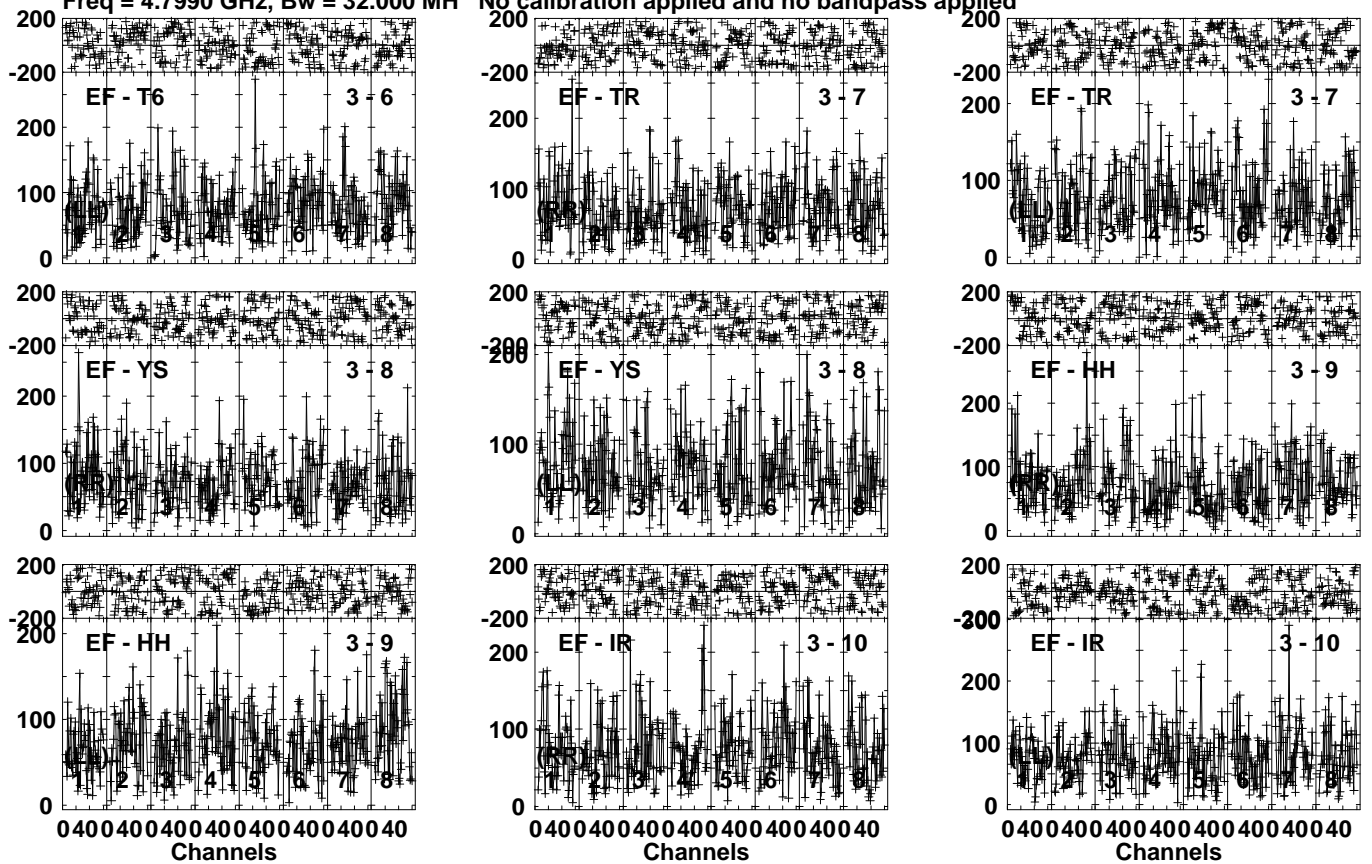 Freq = 4.7990 GHz, Bw = 32.000 MH No calibration applied and no bandpass applied
200 200 200
-200 -200 -200
EF - T6 3 - 6 EF - TR 3 - 7 EF - TR 3 - 7
200 200 200
100 100 100
(LL) (RR) (LL)
1 2 3 4 5 6 7 8 1 2 3 4 5 6 7 8 1 2 3 4 5 6 7 8
0 0 0
200 200 200
-200 -200 -200
EF - YS 3 - 8 EF - YS 3 - 8 EF - HH 3 - 9
200 200 200
100 100 100
(RR) (LL) (RR)
1 2 3 4 5 6 7 8 1 2 3 4 5 6 7 8 1 2 3 4 5 6 7 8
0 0 0
200 200 200
-200 -200 -200
300
EF - HH 3 - 9 EF - IR 3 - 10 EF - IR 3 - 10
200 200 200
100 100 100
(LL) (RR) (LL)
1 2 3 4 5 6 7 8 1 2 3 4 5 6 7 8 1 2 3 4 5 6 7 8
0 0 0
0 40 0 40 0 40 0 40 0 40 0 40 0 40 0 40 0 40 0 40 0 40 0 40 0 40 0 40 0 40 0 40 0 40 0 40 0 40 0 40 0 40 0 40 0 40 0 40
Channels Channels Channels